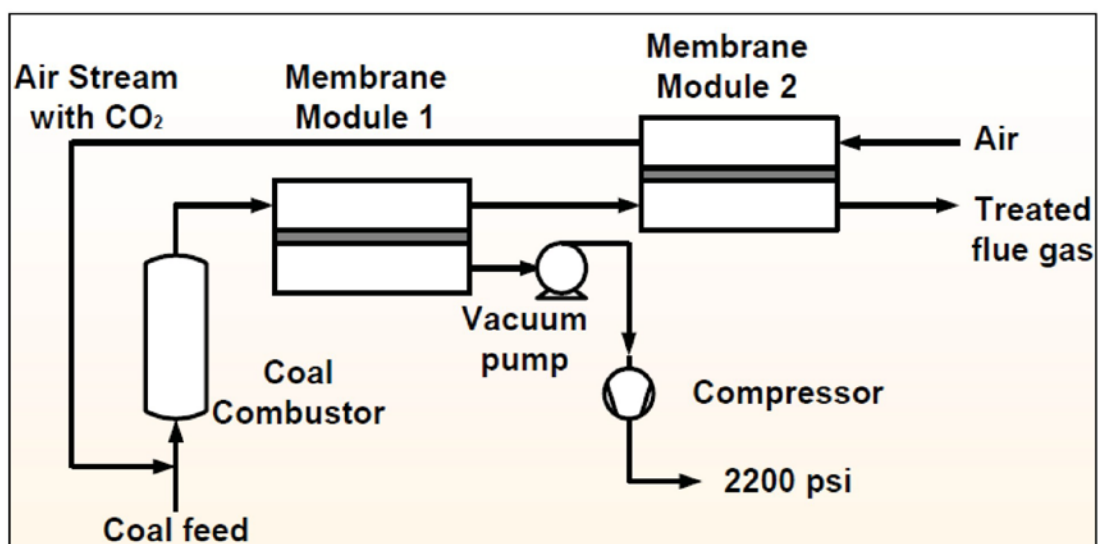 Air Stream
with CO₂
Membrane
Module 1
Membrane
Module 2
Air
Treated
flue gas
Vacuum
pump
Coal
Combustor
Compressor
2200 psi
Coal feed